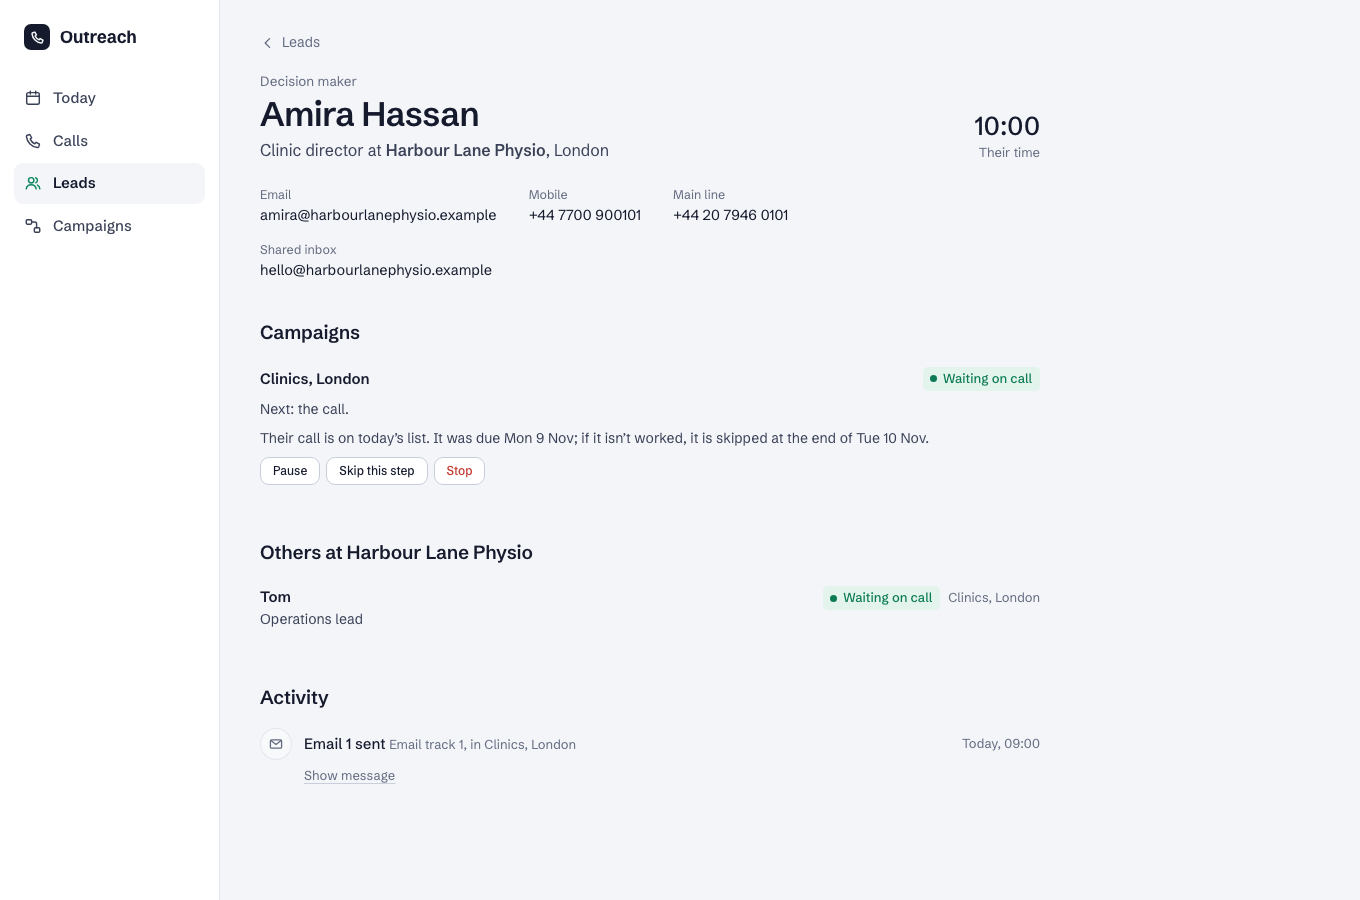 Outreach
Today
Calls
Leads
Campaigns
Leads
Decision maker
Amira Hassan
Clinic director at Harbour Lane Physio, London
10:00
Their time
Email
amira@harbourlanephysio.example
Mobile
+44 7700 900101
Main line
+44 20 7946 0101
Shared inbox
hello@harbourlanephysio.example
Campaigns
Clinics, London
Waiting on call
Next: the call.
Their call is on today’s list. It was due Mon 9 Nov; if it isn’t worked, it is skipped at the end of Tue 10 Nov.
Pause
Skip this step
Stop
Others at Harbour Lane Physio
Tom
Waiting on call
Clinics, London
Operations lead
Activity
Email 1 sent Email track 1, in Clinics, London
Today, 09:00
Show message